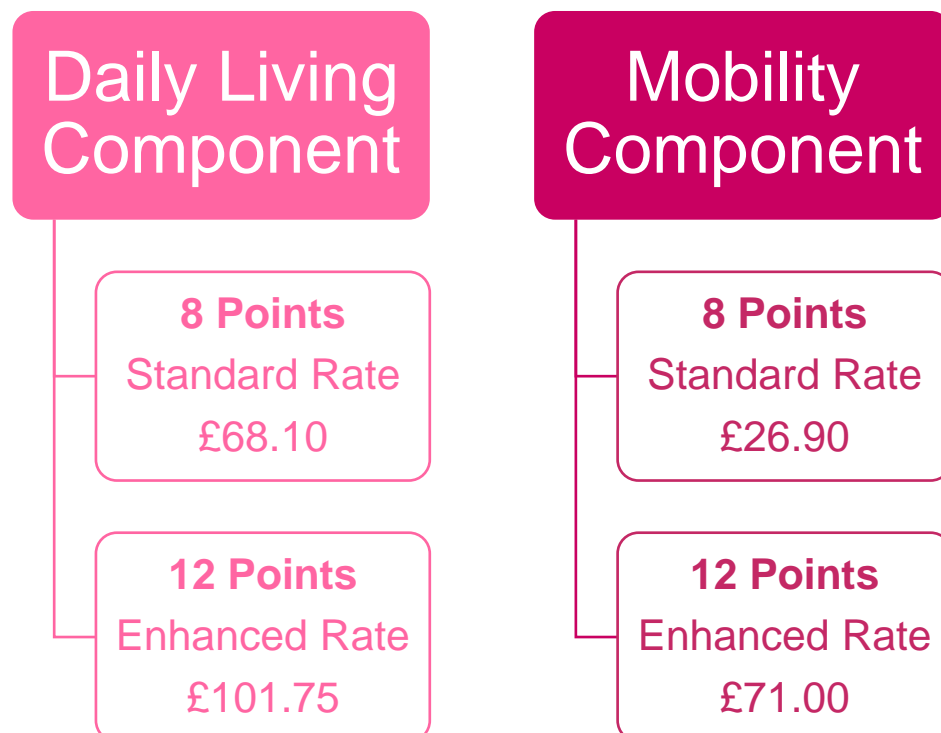 Daily Living
Component
8 Points
Standard Rate
£68.10
12 Points
Enhanced Rate
£101.75
Mobility
Component
8 Points
Standard Rate
£26.90
12 Points
Enhanced Rate
£71.00